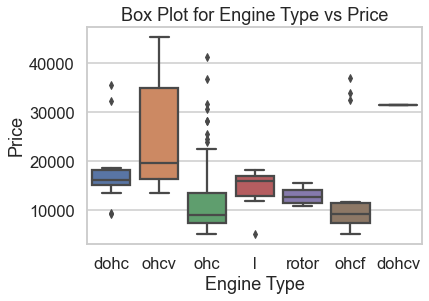 Box Plot for Engine Type vs Price
Price
40000
30000
20000
10000
dohc ohcv ohc l rotor ohcf dohcv
Engine Type